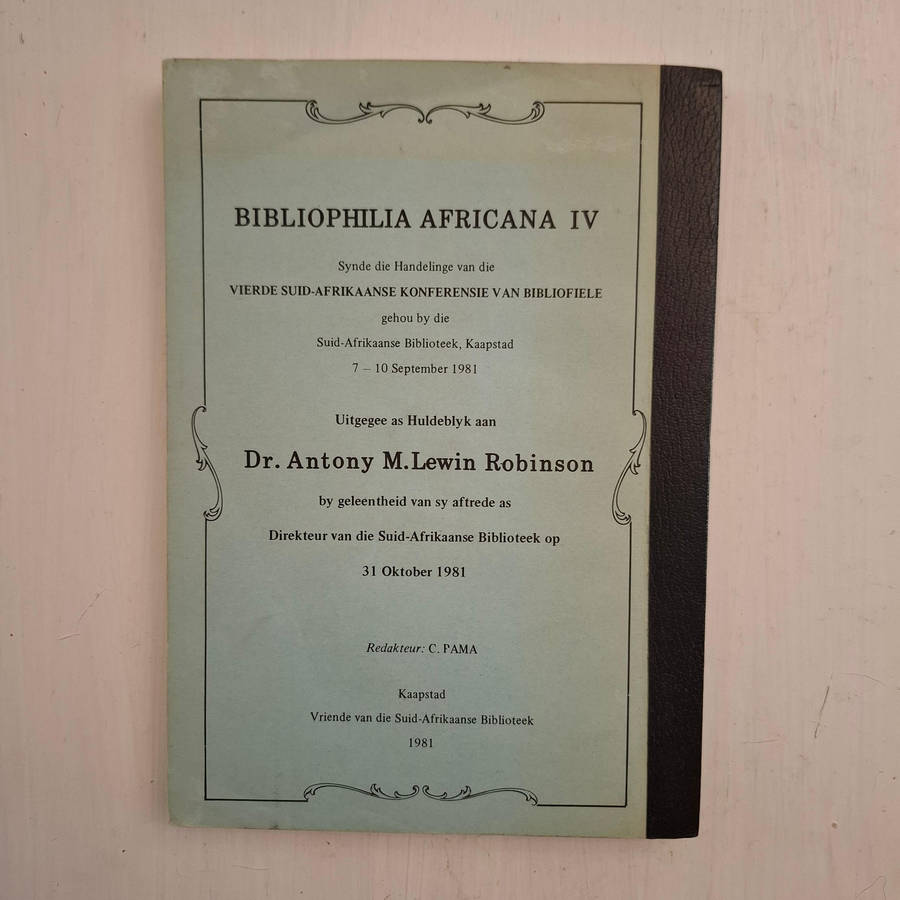 BIBLIOPHILIA AFRICANA IV
Synde die Handelinge van die
VIERDE SUID-AFRIKAANSE KONFERENSIE VAN BIBLIOFIELE
gehou by die
Suid-Afrikaanse Biblioteek, Kaapstad
7 – 10 September 1981
Uitgegee as Huldeblyk aan
Dr. Antony M.Lewin Robinson
by geleentheid van sy aftrede as
Direkteur van die Suid-Afrikaanse Biblioteek op
31 Oktober 1981
Redakteur: C. PAMA
Kaapstad
Vriende van die Suid-Afrikaanse Biblioteek
1981